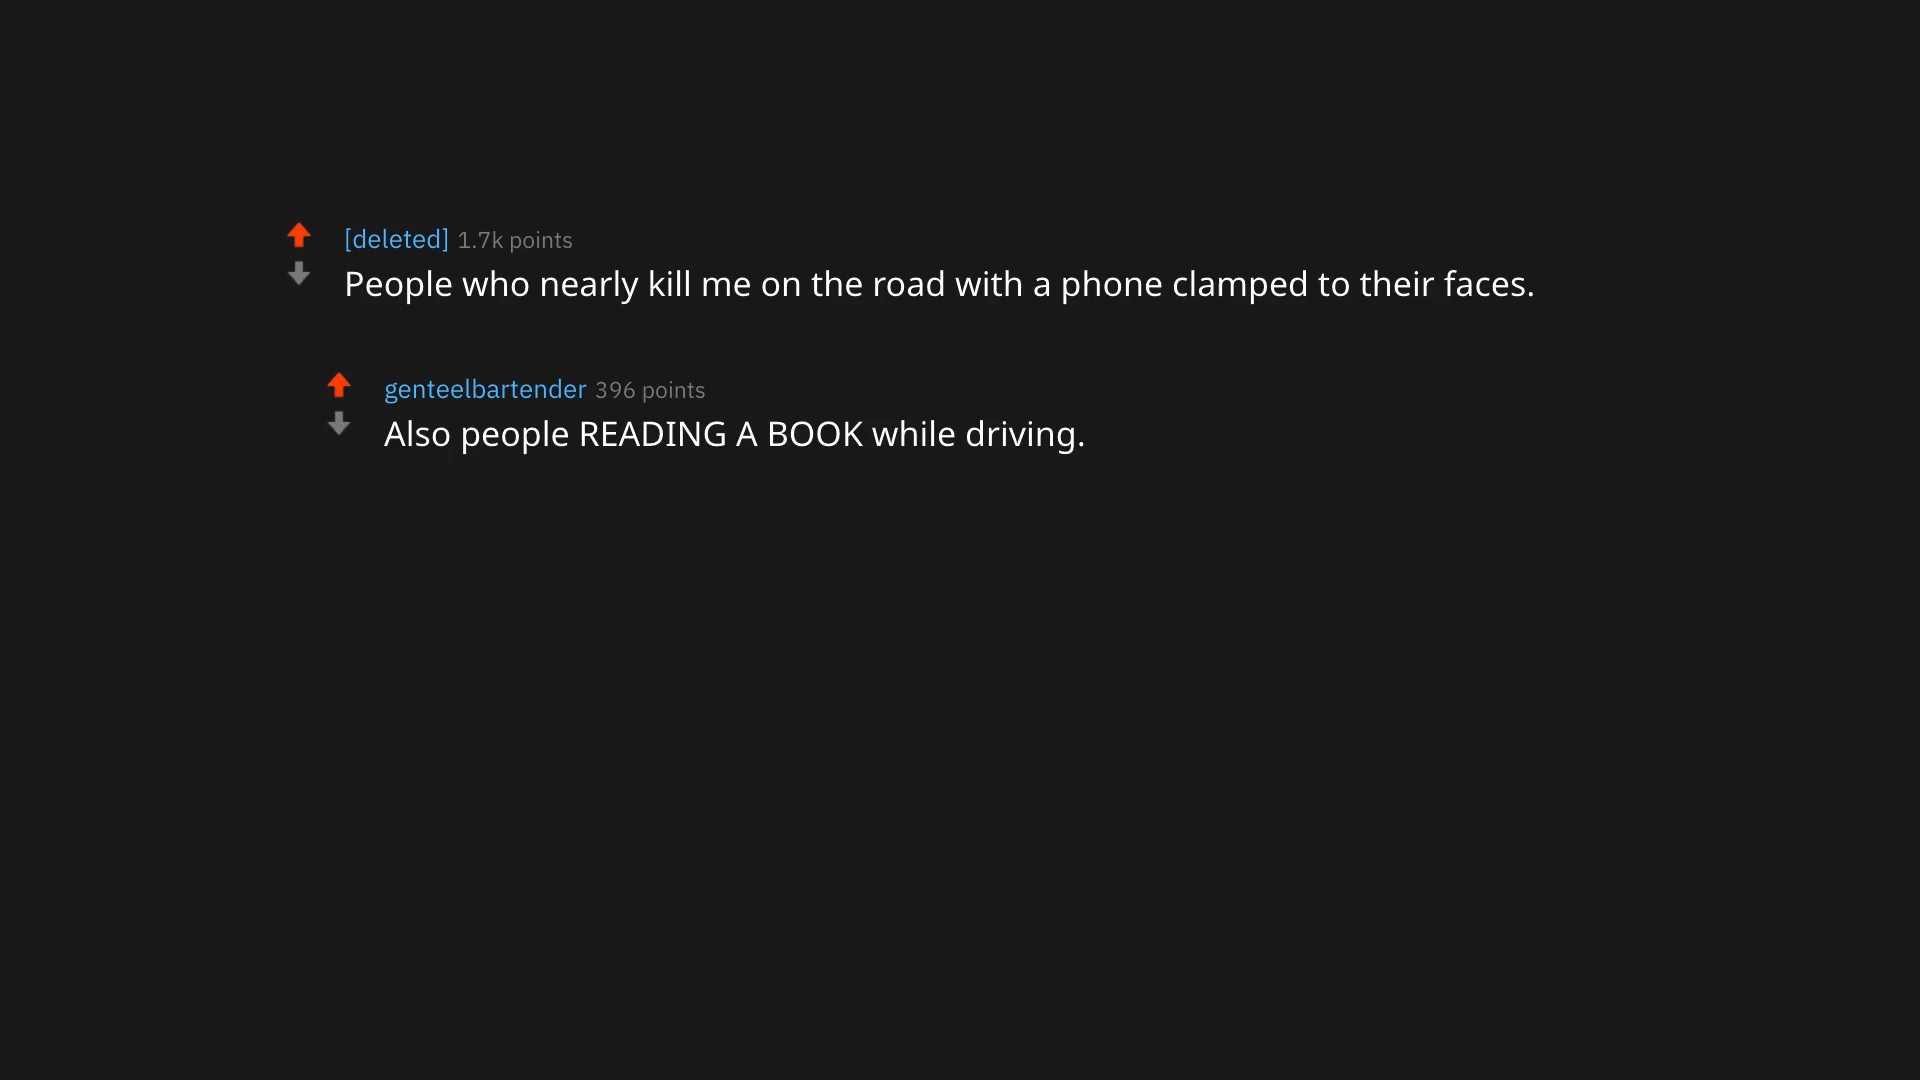 [deleted] 1.7k points
People who nearly kill me on the road with a phone clamped to their faces.
genteelbartender 396 points
Also people READING A BOOK while driving.